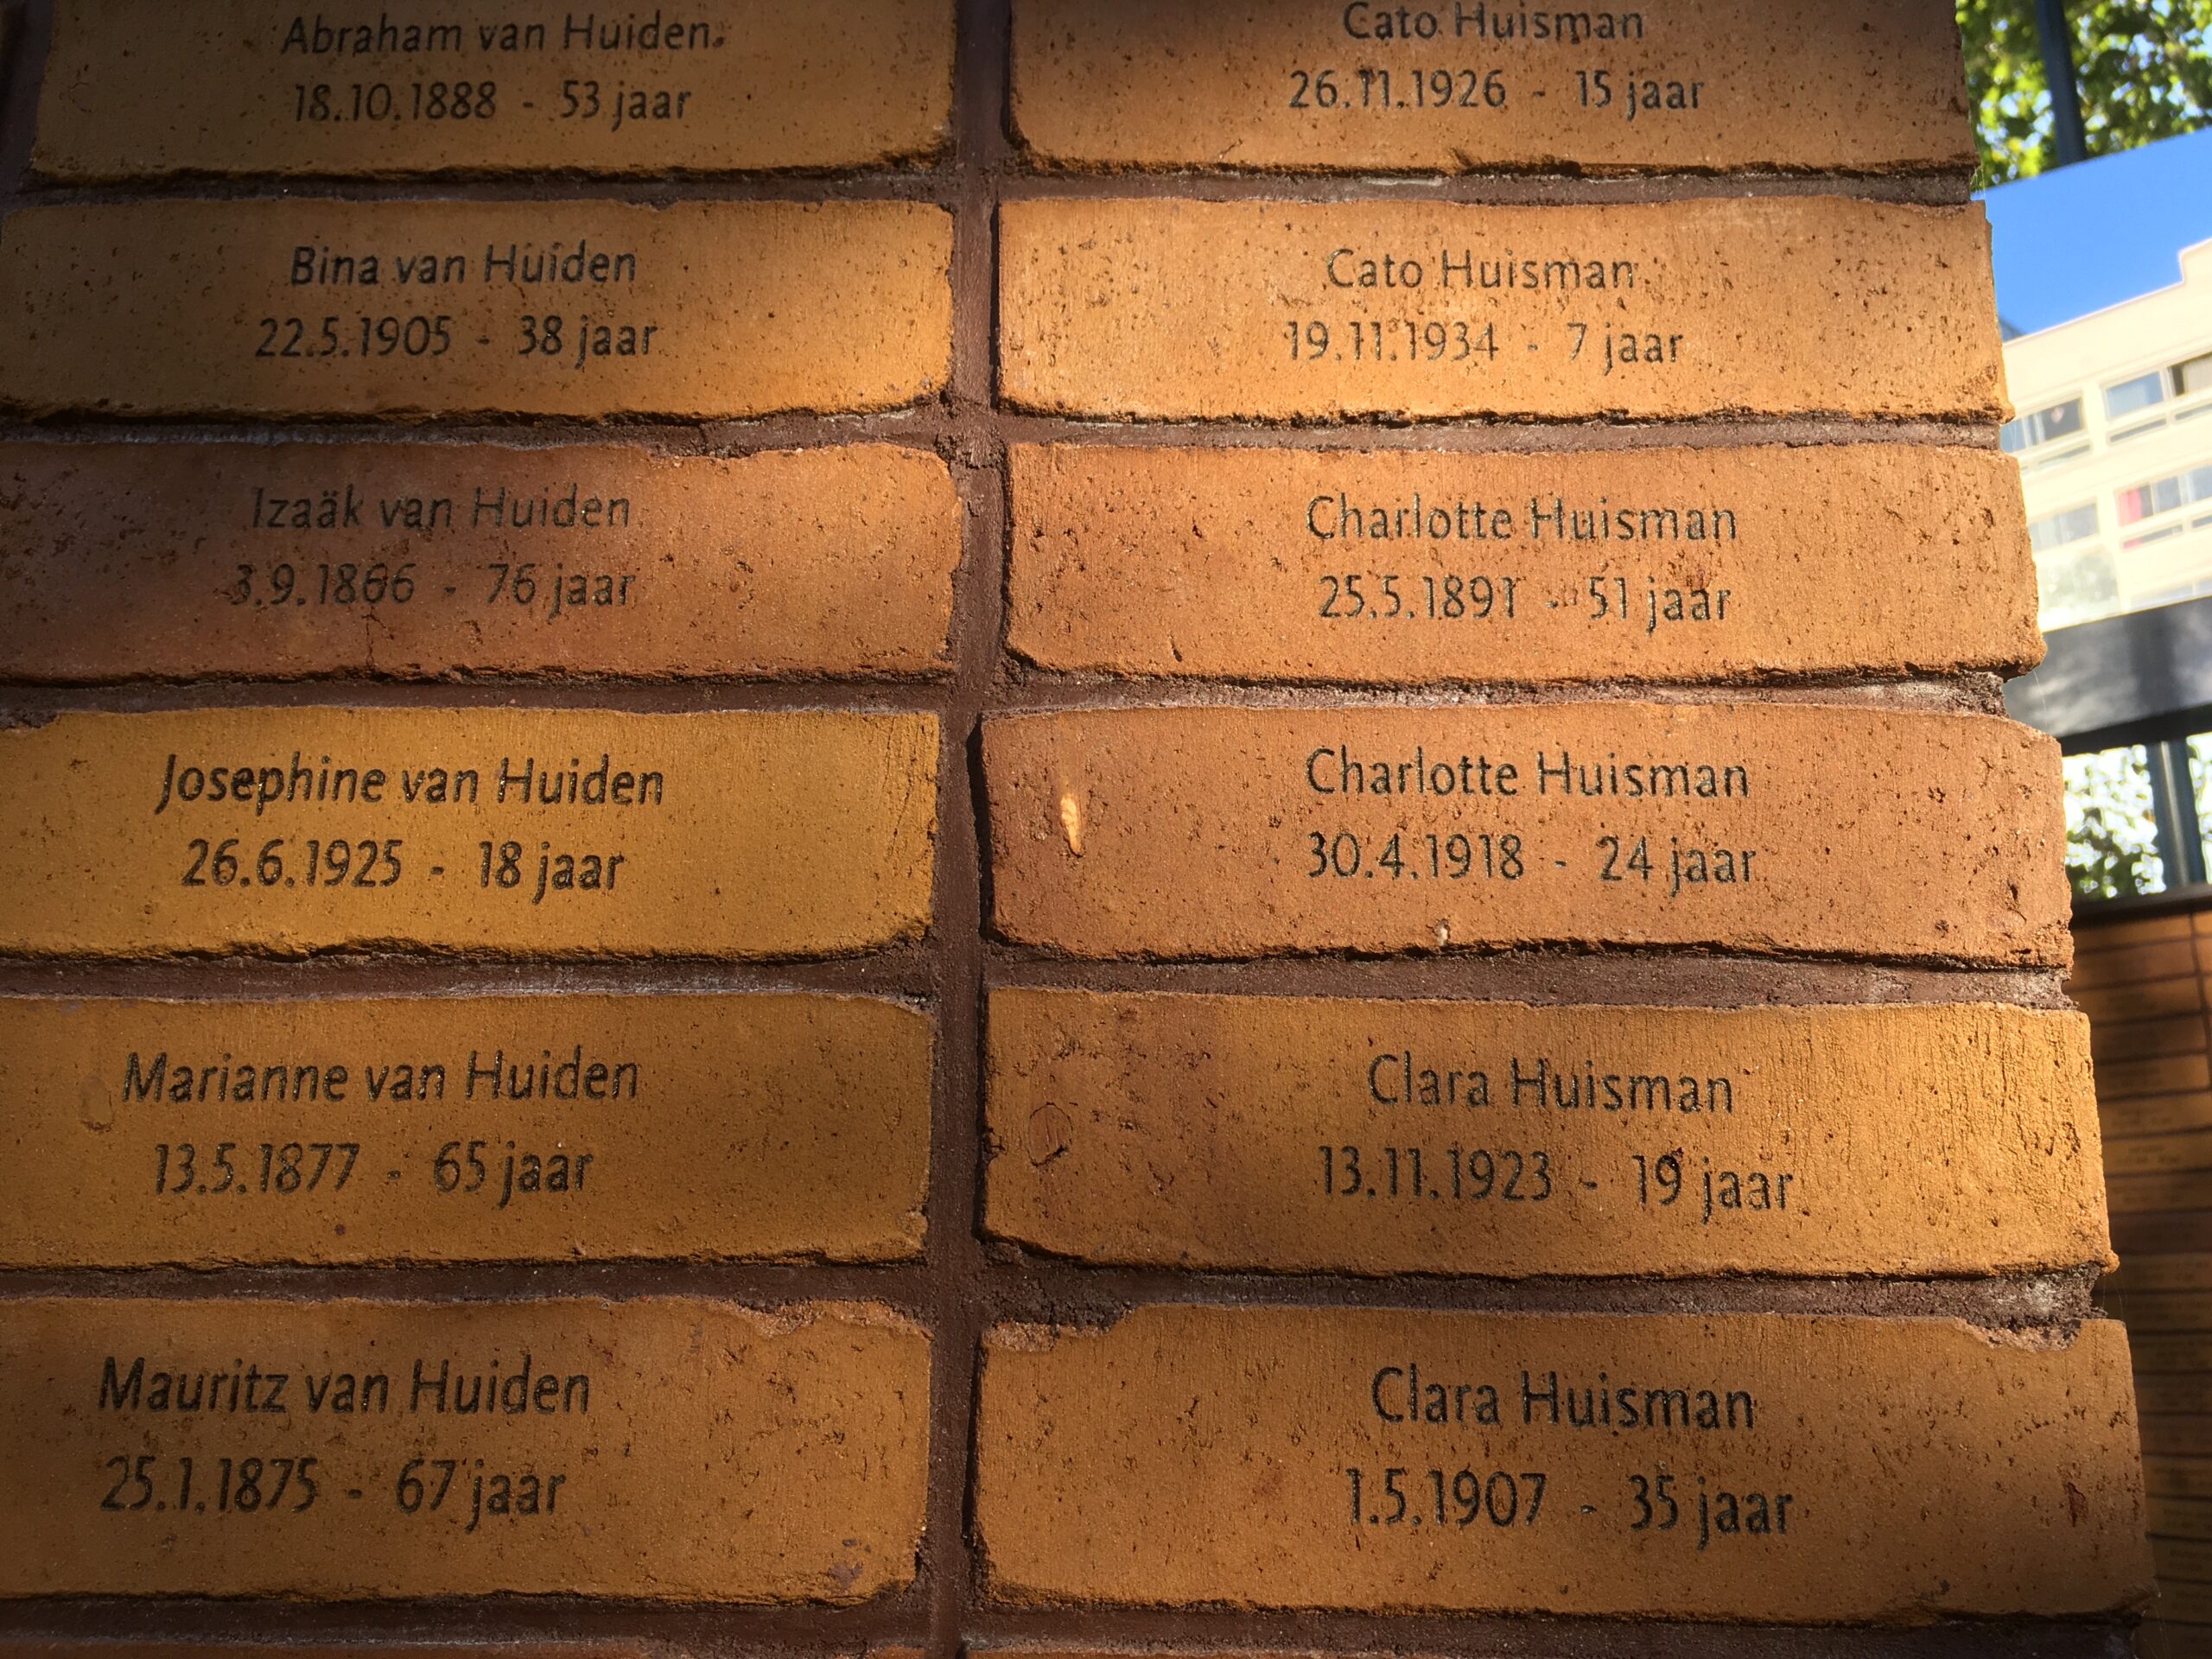 Abraham van Huiden
18.10.1888 - 53 jaar
Bina van Huiden
22.5.1905 - 38 jaar
Izaäk van Huiden
3.9.1866 - 76 jaar
Josephine van Huiden
26.6.1925 - 18 jaar
Marianne van Huiden
13.5.1877 - 65 jaar
Mauritz van Huiden
25.1.1875 - 67 jaar
Cato Huisman
26.11.1926 - 15 jaar
Cato Huisman
19.11.1934 - 7 jaar
Charlotte Huisman
25.5.1891 - 51 jaar
Charlotte Huisman
30.4.1918 - 24 jaar
Clara Huisman
13.11.1923 - 19 jaar
Clara Huisman
1.5.1907 - 35 jaar